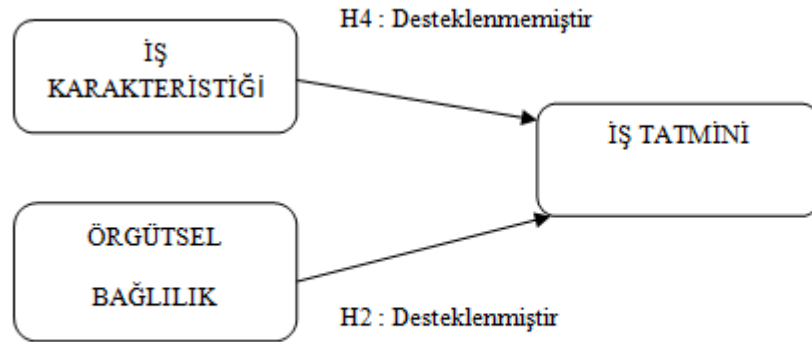 H4 : Desteklenmemiştir
İŞ
KARAKTERİSTİĞİ
İŞ TATMİNİ
ÖRGÜTSEL
BAĞLILIK
H2 : Desteklenmiştir